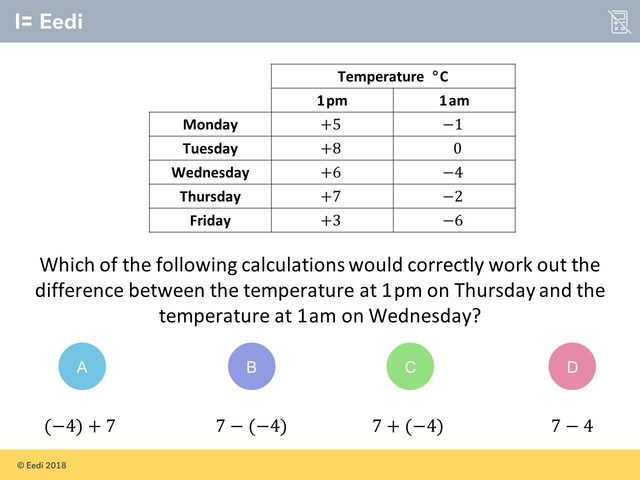 I= Eedi
Temperature °C
1pm 1am
Monday +5 −1
Tuesday +8 0
Wednesday +6 −4
Thursday +7 −2
Friday +3 −6
Which of the following calculations would correctly work out the
difference between the temperature at 1pm on Thursday and the
temperature at 1am on Wednesday?
A B C D
(−4) + 7 7 − (−4) 7 + (−4) 7 − 4
© Eedi 2018